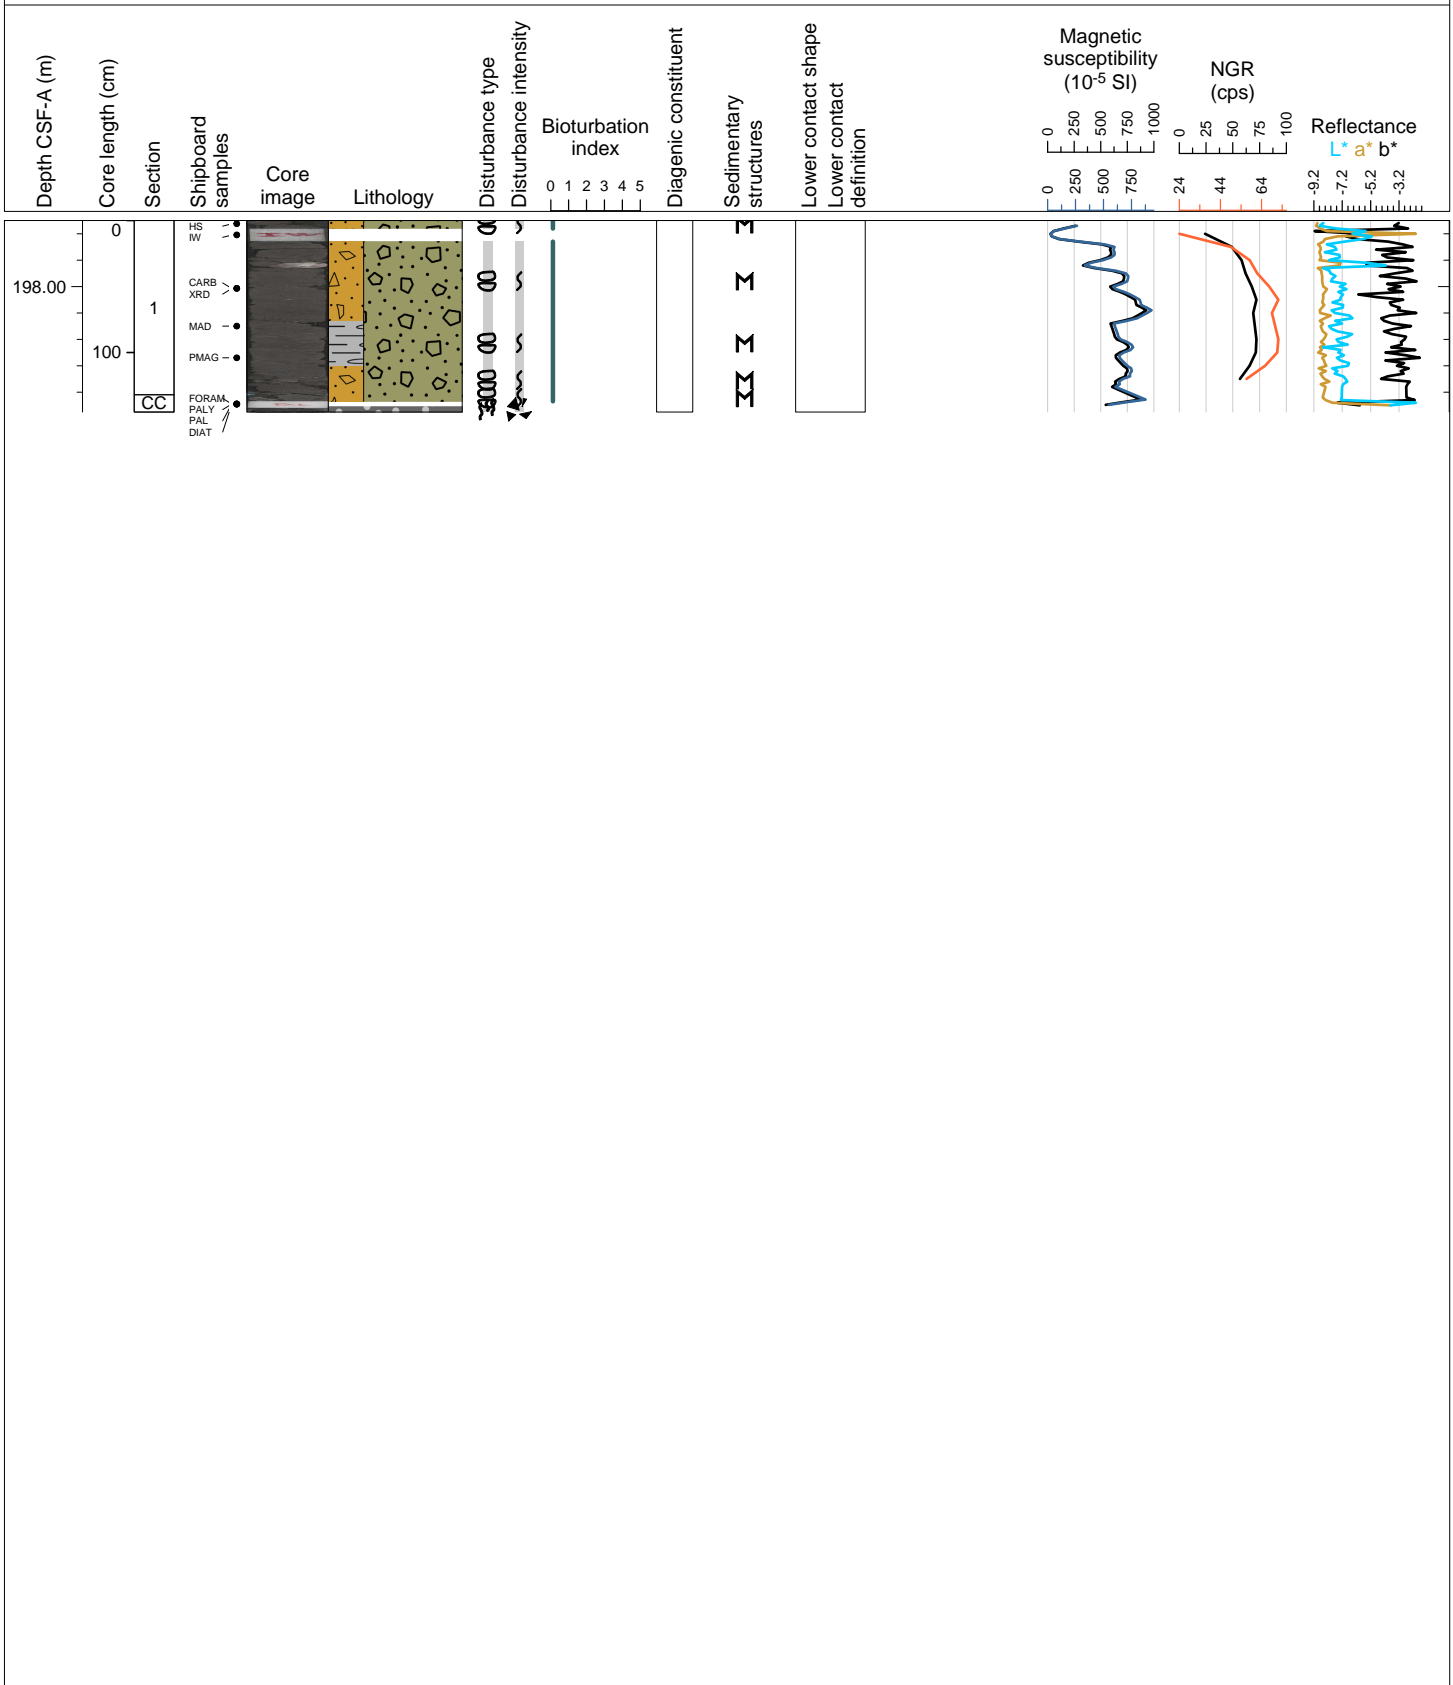 Depth CSF-A (m)
Core length (cm)
Section
Shipboard
samples
Core
image
Lithology
Disturbance type
Disturbance intensity
Bioturbation
index
0 1 2 3 4 5
Diagenic constituent
Sedimentary
structures
Lower contact shape
Lower contact
definition
Magnetic
susceptibility
(10-5 SI)
0 250 500 750 1000
0 250 500 750
NGR
(cps)
0 25 50 75 100
24 44 64
Reflectance
L* a* b*
-9.2 -7.2 -5.2 -3.2
0
HS
IW
198.00
CARB
XRD
1
MAD
100
PMAG
CC
FORAM
PALY
PAL
DIAT